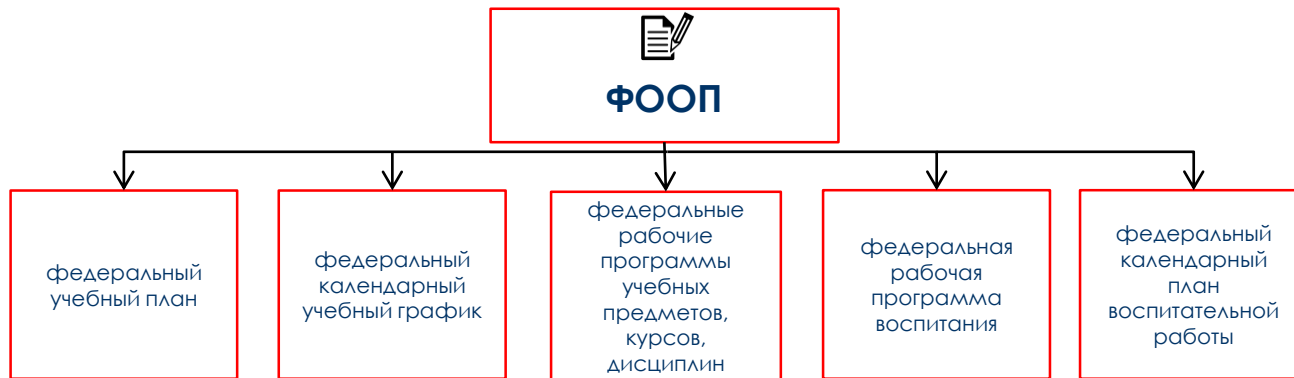 ФООП
федеральный
учебный план
федеральный
календарный
учебный график
федеральные
рабочие
программы
учебных
предметов,
курсов,
дисциплин
федеральная
рабочая
программа
воспитания
федеральный
календарный
план
воспитательной
работы